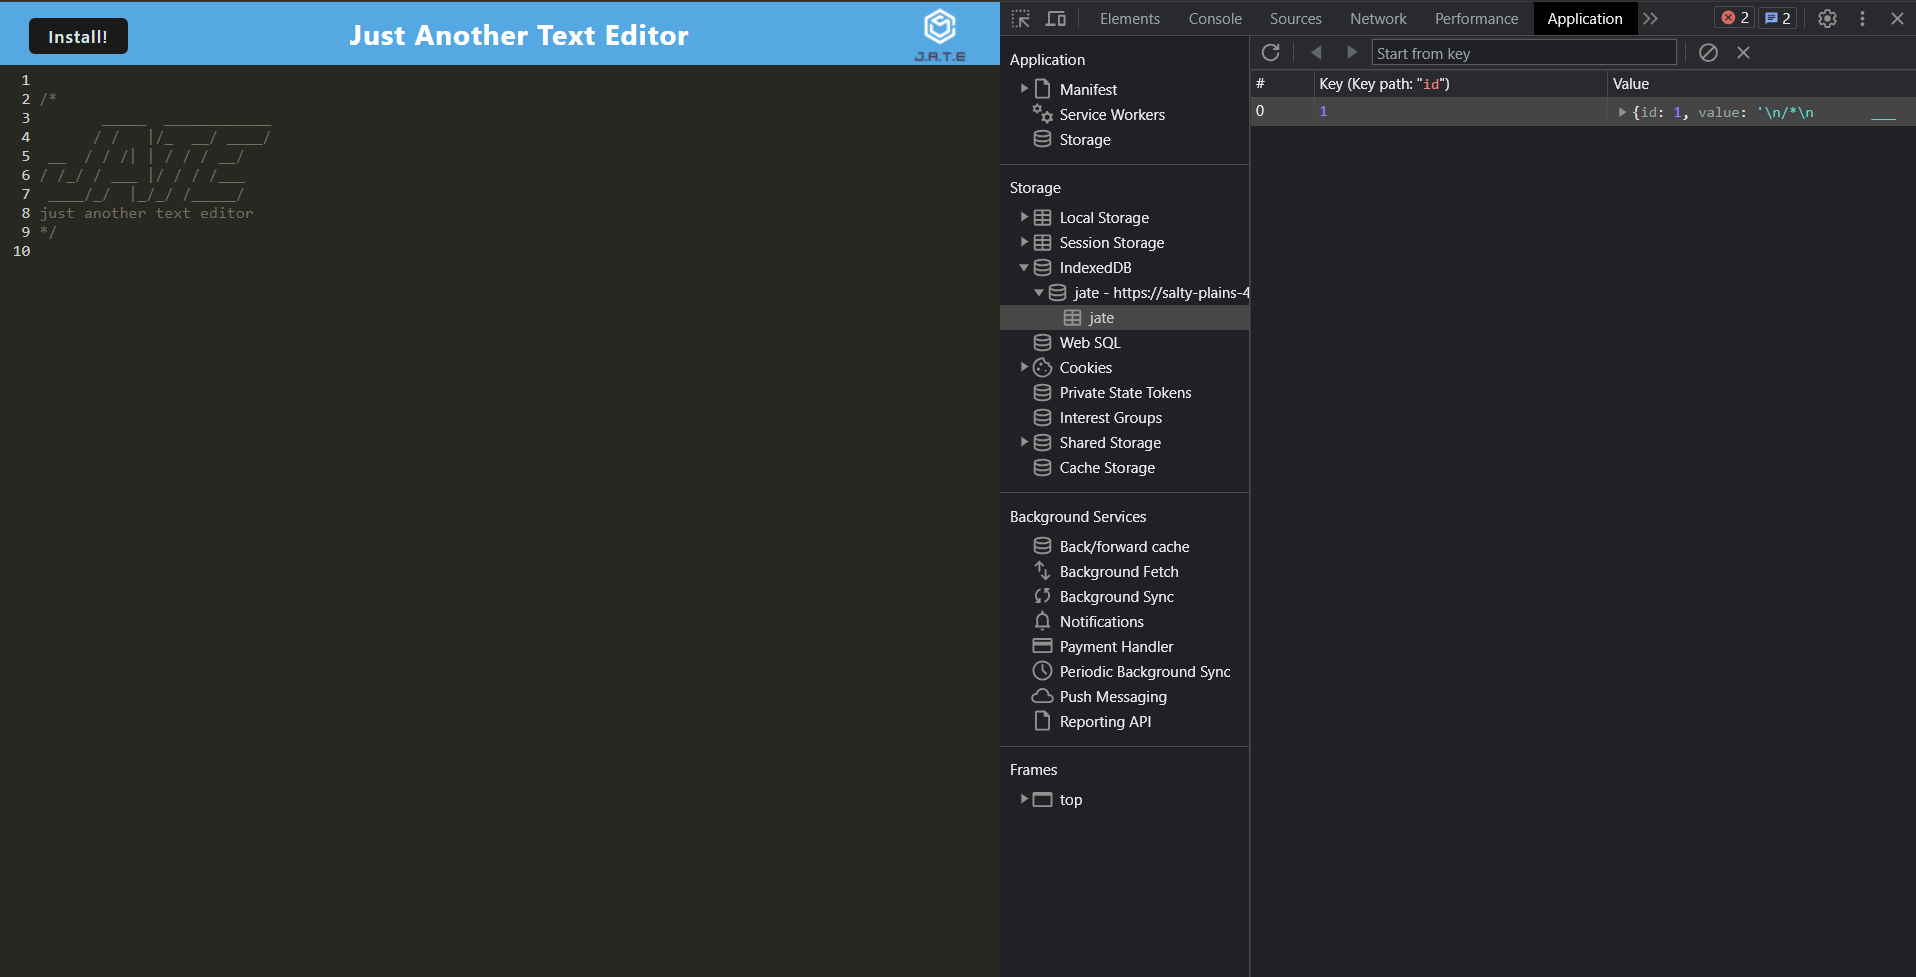 Install!
Just Another Text Editor
J.A.T.E
1
2 /*
3        _____  ____________
4       / /   |/_  __/ ____/
5  __  / / /| | / / / __/
6 / /_/ / ___ |/ / / /___
7  ____/_/  |_/_/ /_____/
8 just another text editor
9 */
10
Elements Console Sources Network Performance Application 2 2
Application
Manifest
Service Workers
Storage
Storage
Local Storage
Session Storage
IndexedDB
jate - https://salty-plains-4
jate
Web SQL
Cookies
Private State Tokens
Interest Groups
Shared Storage
Cache Storage
Background Services
Back/forward cache
Background Fetch
Background Sync
Notifications
Payment Handler
Periodic Background Sync
Push Messaging
Reporting API
Frames
top
Start from key
# Key (Key path: "id") Value
0 1 {id: 1, value: '\n/*\n       ___